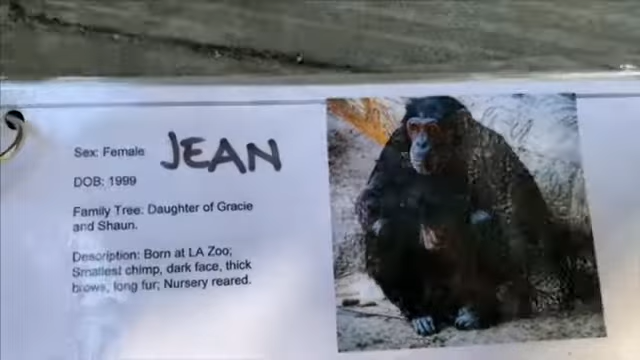 JEAN
Sex: Female
DOB: 1999
Family Tree: Daughter of Gracie
and Shaun.
Description: Born at LA Zoo;
Smallest chimp, dark face, thick
brows, long fur; Nursery reared.